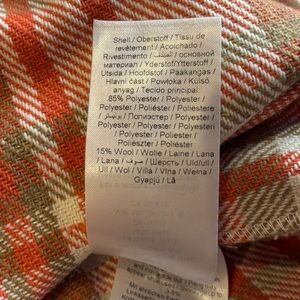 Shell / Oberstoff / Tissu de
revêtement / Acolchado /
Rivestimento / основной
материал / Yderstof/Ytterstoff /
Utsida / Hoofdstof / Pääkangas /
Hlavní část / Powłoka / Külső
anyag / Tecido principal:
85% Polyester / Polyester /
Polyester / Poliéster / Poliestere
/ بوليستر / Полиэстер / Polyester
/ Polyester / Polyester / Polyesteri
/ Polyester / Poliester /
Poliészter / Poliéster
15% Wool / Wolle / Laine / Lana
/ Lana / صوف / Шерсть / Uld/ull /
Ull / Wol / Villa / Vlna / Wełna /
Gyapjú / Lã